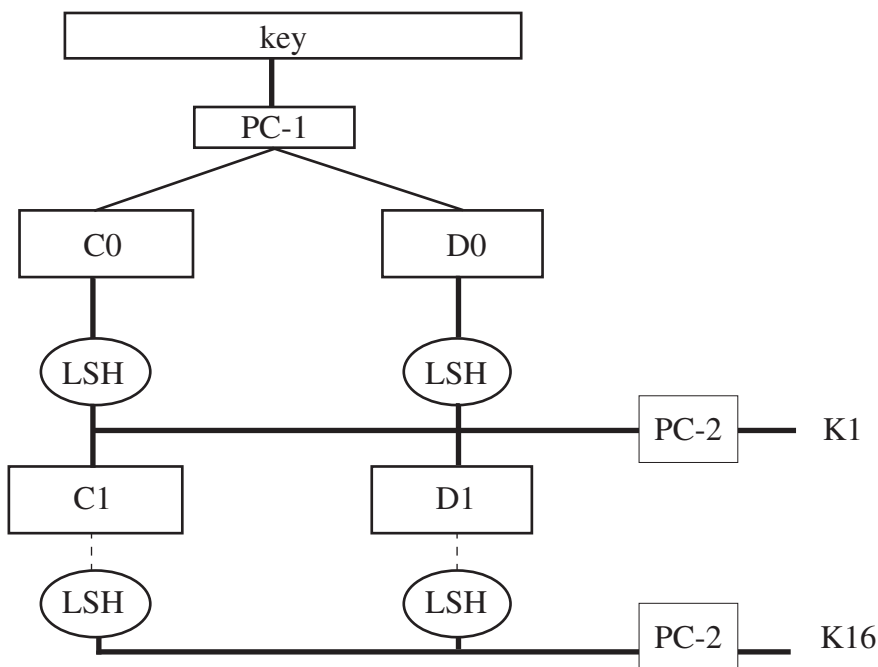 key
PC-1
C0 D0
LSH LSH
PC-2 K1
C1 D1
LSH LSH
PC-2 K16